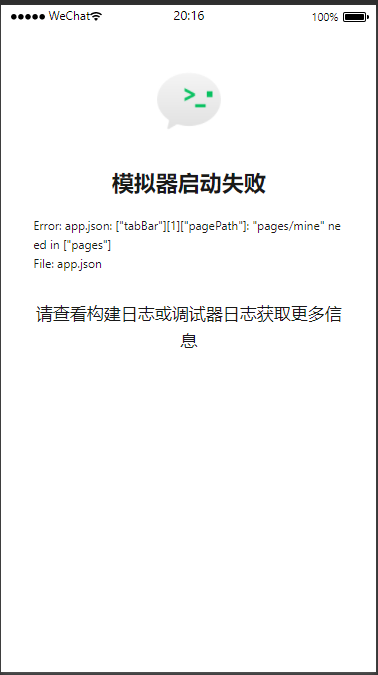 ●●●●● WeChat 20:16 100%
模拟器启动失败
Error: app.json: ["tabBar"][1]["pagePath"]: "pages/mine" ne
ed in ["pages"]
File: app.json
请查看构建日志或调试器日志获取更多信
息